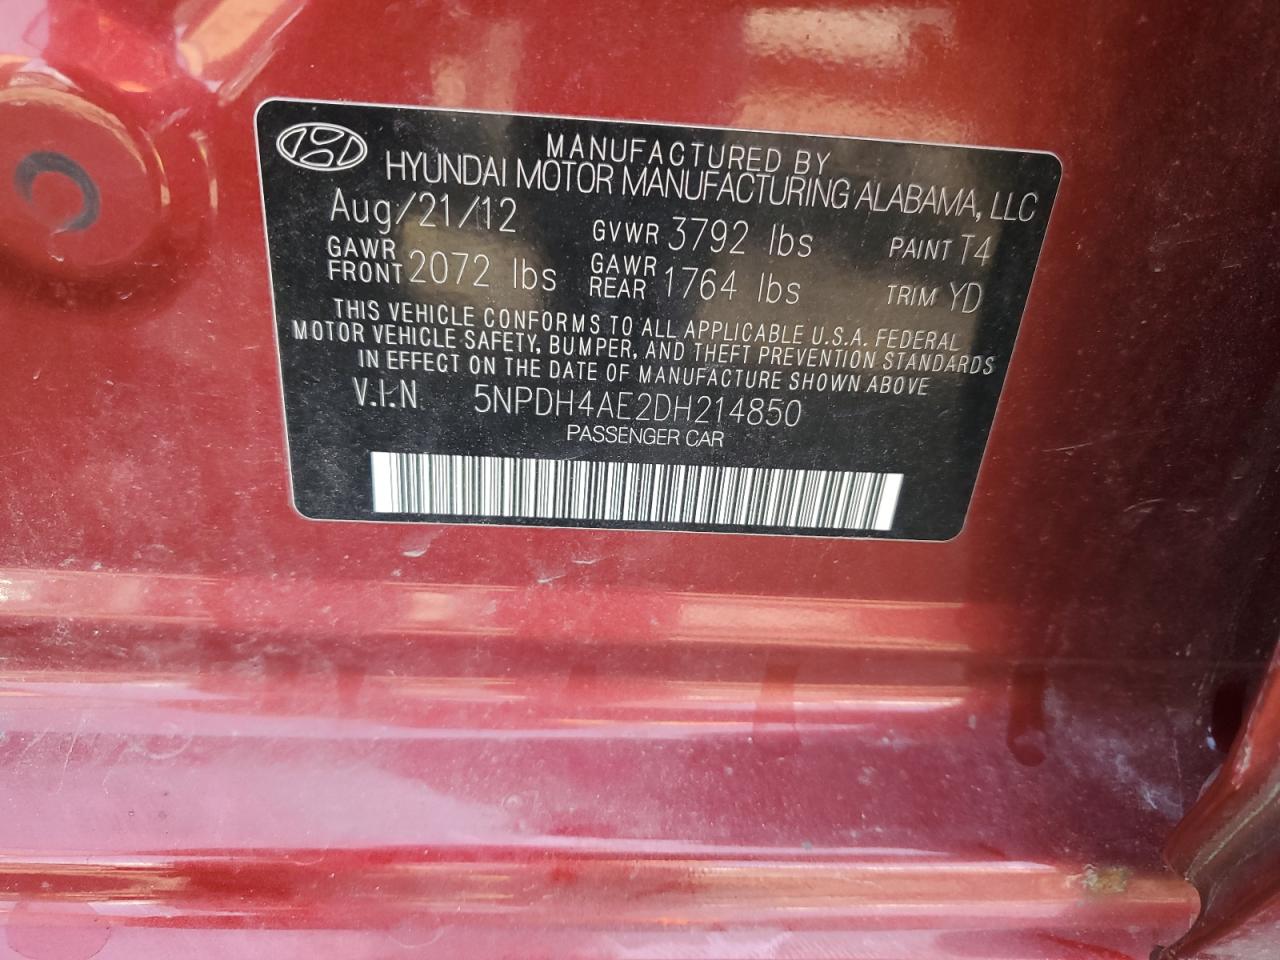 MANUFACTURED BY
HYUNDAI MOTOR MANUFACTURING ALABAMA, LLC
Aug/21/12 GVWR 3792 lbs PAINT T4
GAWR FRONT 2072 lbs GAWR REAR 1764 lbs TRIM YD
THIS VEHICLE CONFORMS TO ALL APPLICABLE U.S.A. FEDERAL
MOTOR VEHICLE SAFETY, BUMPER, AND THEFT PREVENTION STANDARDS
IN EFFECT ON THE DATE OF MANUFACTURE SHOWN ABOVE
V.I.N 5NPDH4AE2DH214850
PASSENGER CAR